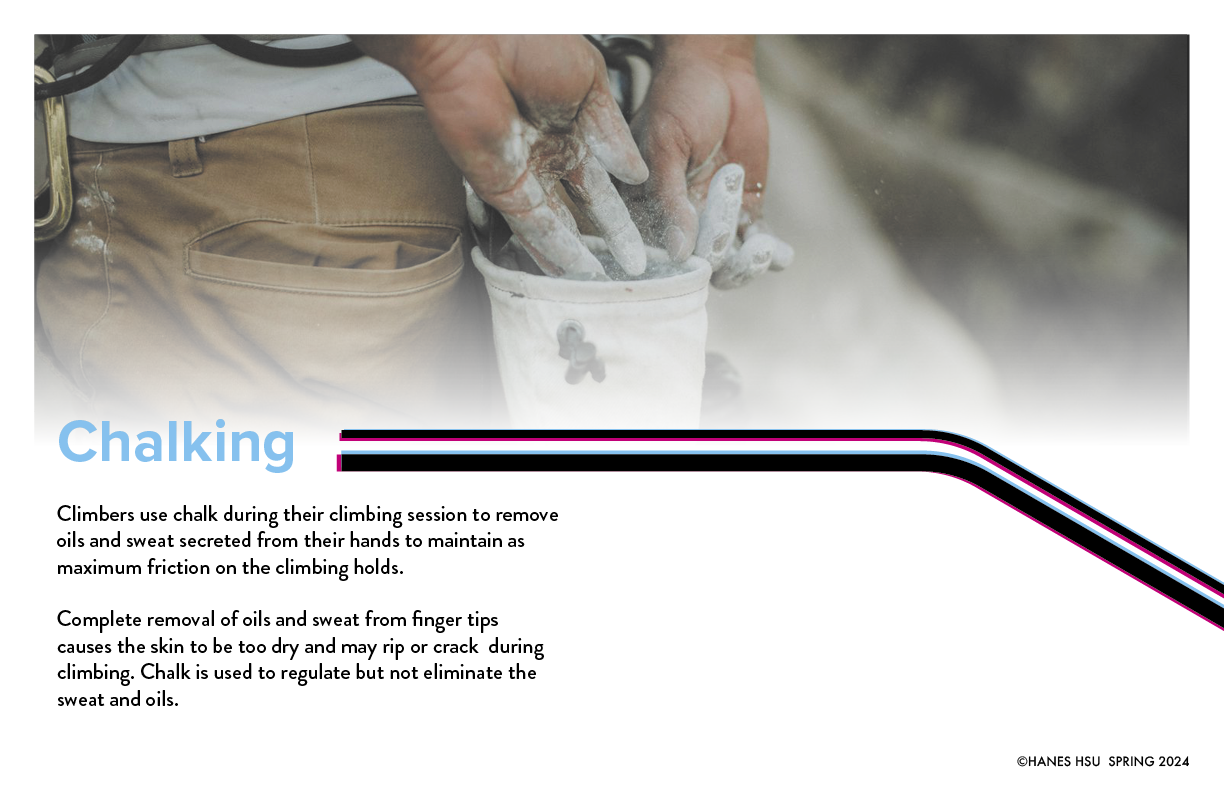 Chalking
Climbers use chalk during their climbing session to remove
oils and sweat secreted from their hands to maintain as
maximum friction on the climbing holds.
Complete removal of oils and sweat from finger tips
causes the skin to be too dry and may rip or crack  during
climbing. Chalk is used to regulate but not eliminate the
sweat and oils.
©HANES HSU  SPRING 2024